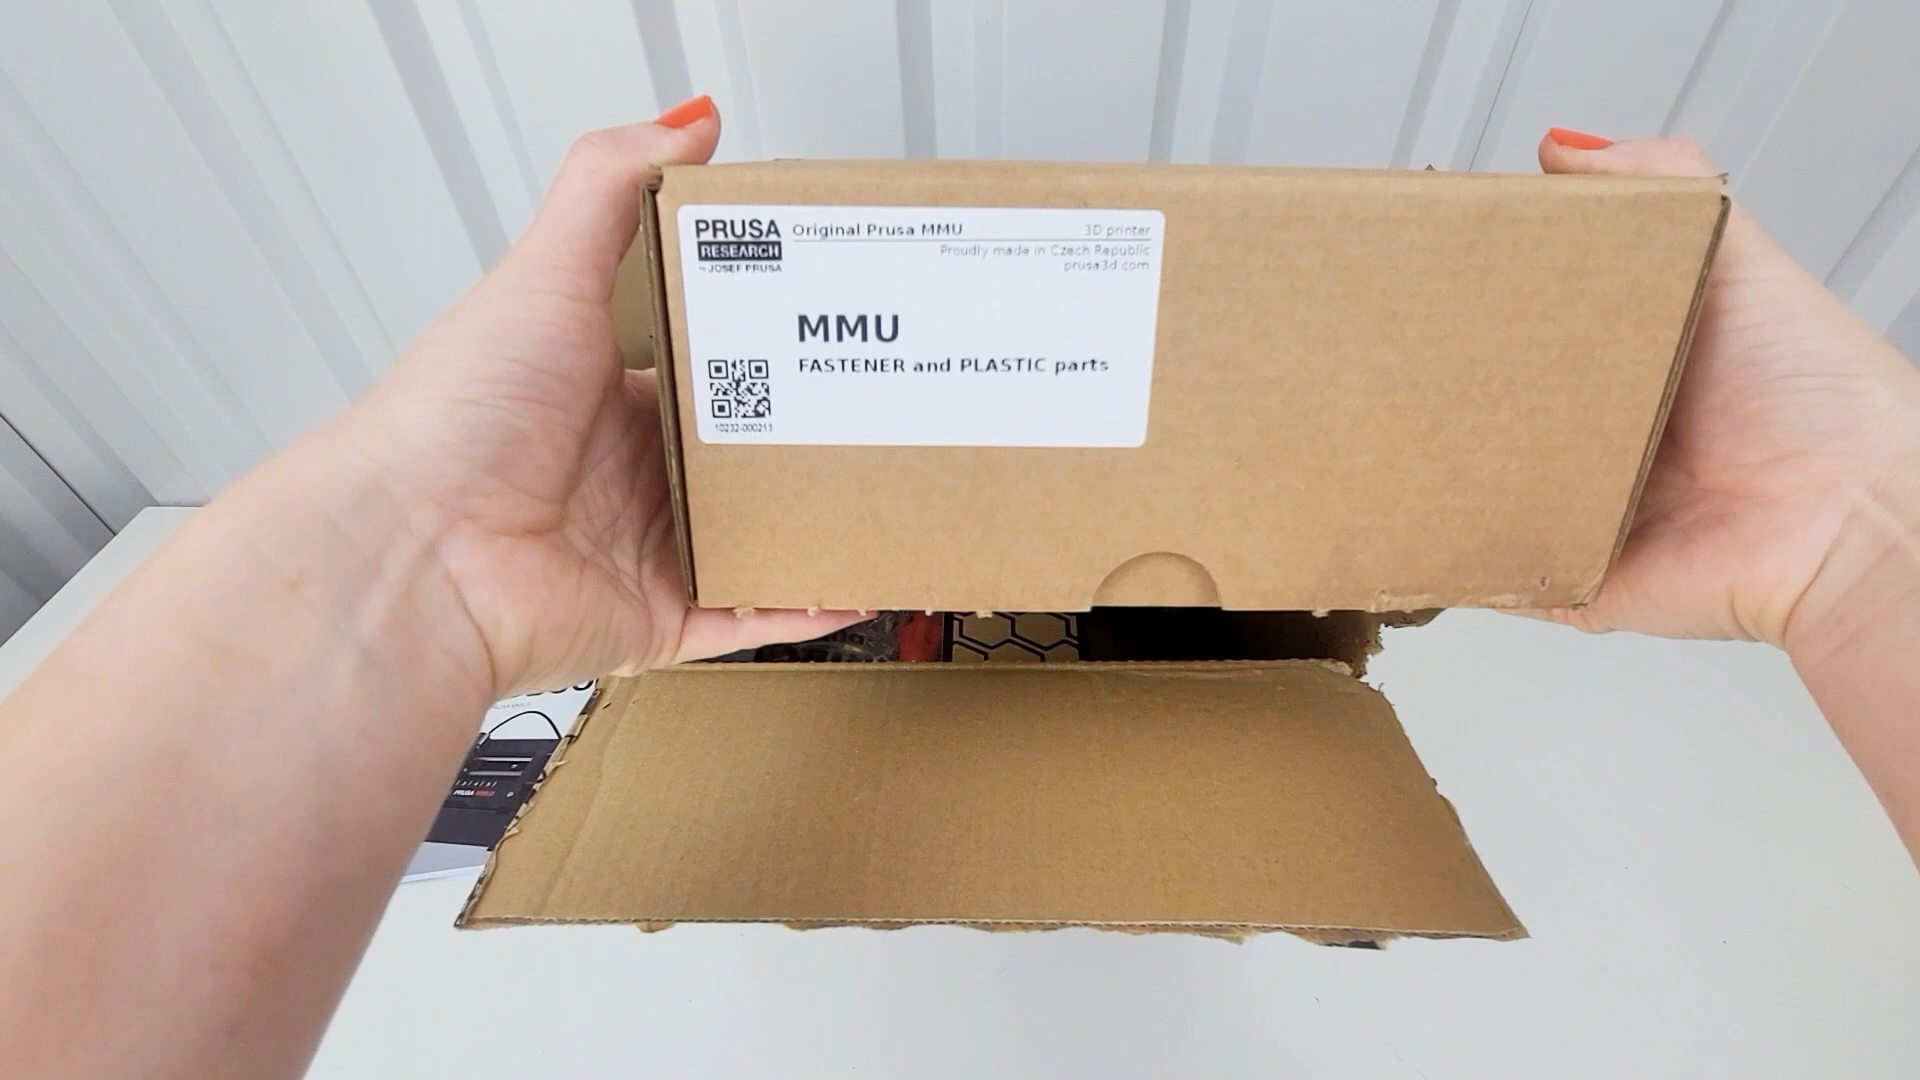 PRUSA
RESEARCH
by JOSEF PRUSA
Original Prusa MMU
3D printer
Proudly made in Czech Republic
prusa3d.com
MMU
FASTENER and PLASTIC parts
10232-000213
PRUSA